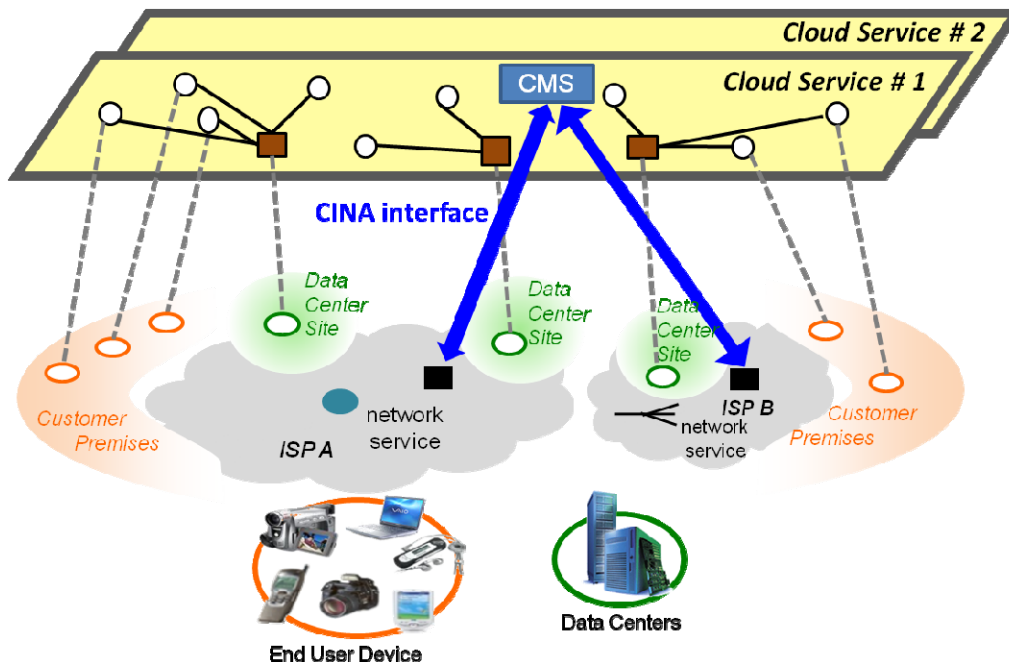 Cloud Service # 2
Cloud Service # 1
CMS
CINA interface
Data
Center
Site
Data
Center
Site
Data
Center
Site
Customer
Premises
ISP A
network
service
ISP B
network
service
Customer
Premises
VAIO
End User Device
Data Centers